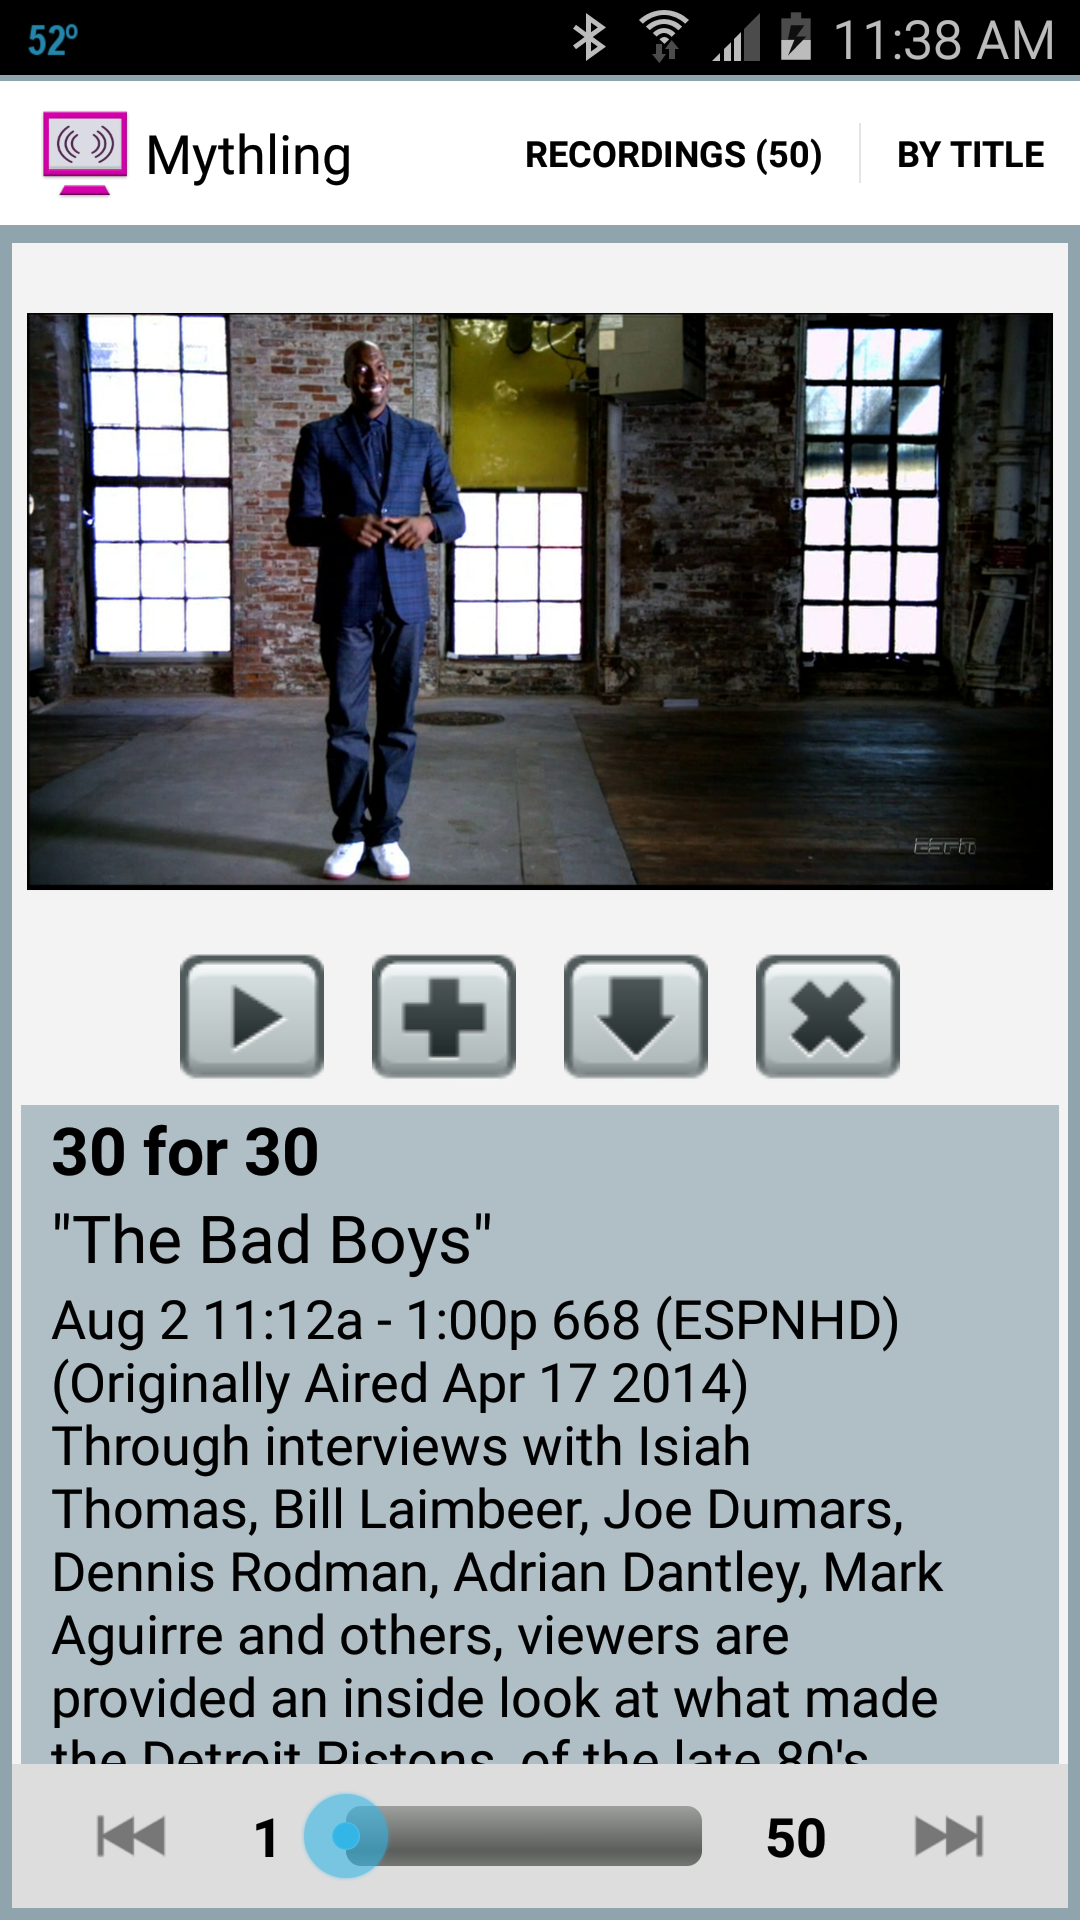 52º
11:38 AM
Mythling
RECORDINGS (50)
BY TITLE
ESPN
30 for 30
"The Bad Boys"
Aug 2 11:12a - 1:00p 668 (ESPNHD)
(Originally Aired Apr 17 2014)
Through interviews with Isiah
Thomas, Bill Laimbeer, Joe Dumars,
Dennis Rodman, Adrian Dantley, Mark
Aguirre and others, viewers are
provided an inside look at what made
the Detroit Pistons, of the late 80's
1
50